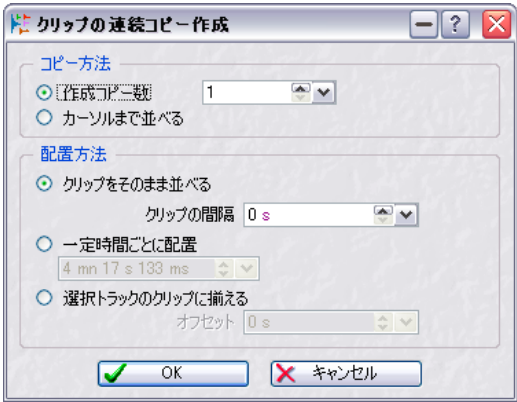 クリップの連続コピー作成
コピー方法
作成コピー数 1
カーソルまで並べる
配置方法
クリップをそのまま並べる
クリップの間隔 0 s
一定時間ごとに配置
4 mn 17 s 133 ms
選択トラックのクリップに揃える
オフセット 0 s
OK キャンセル